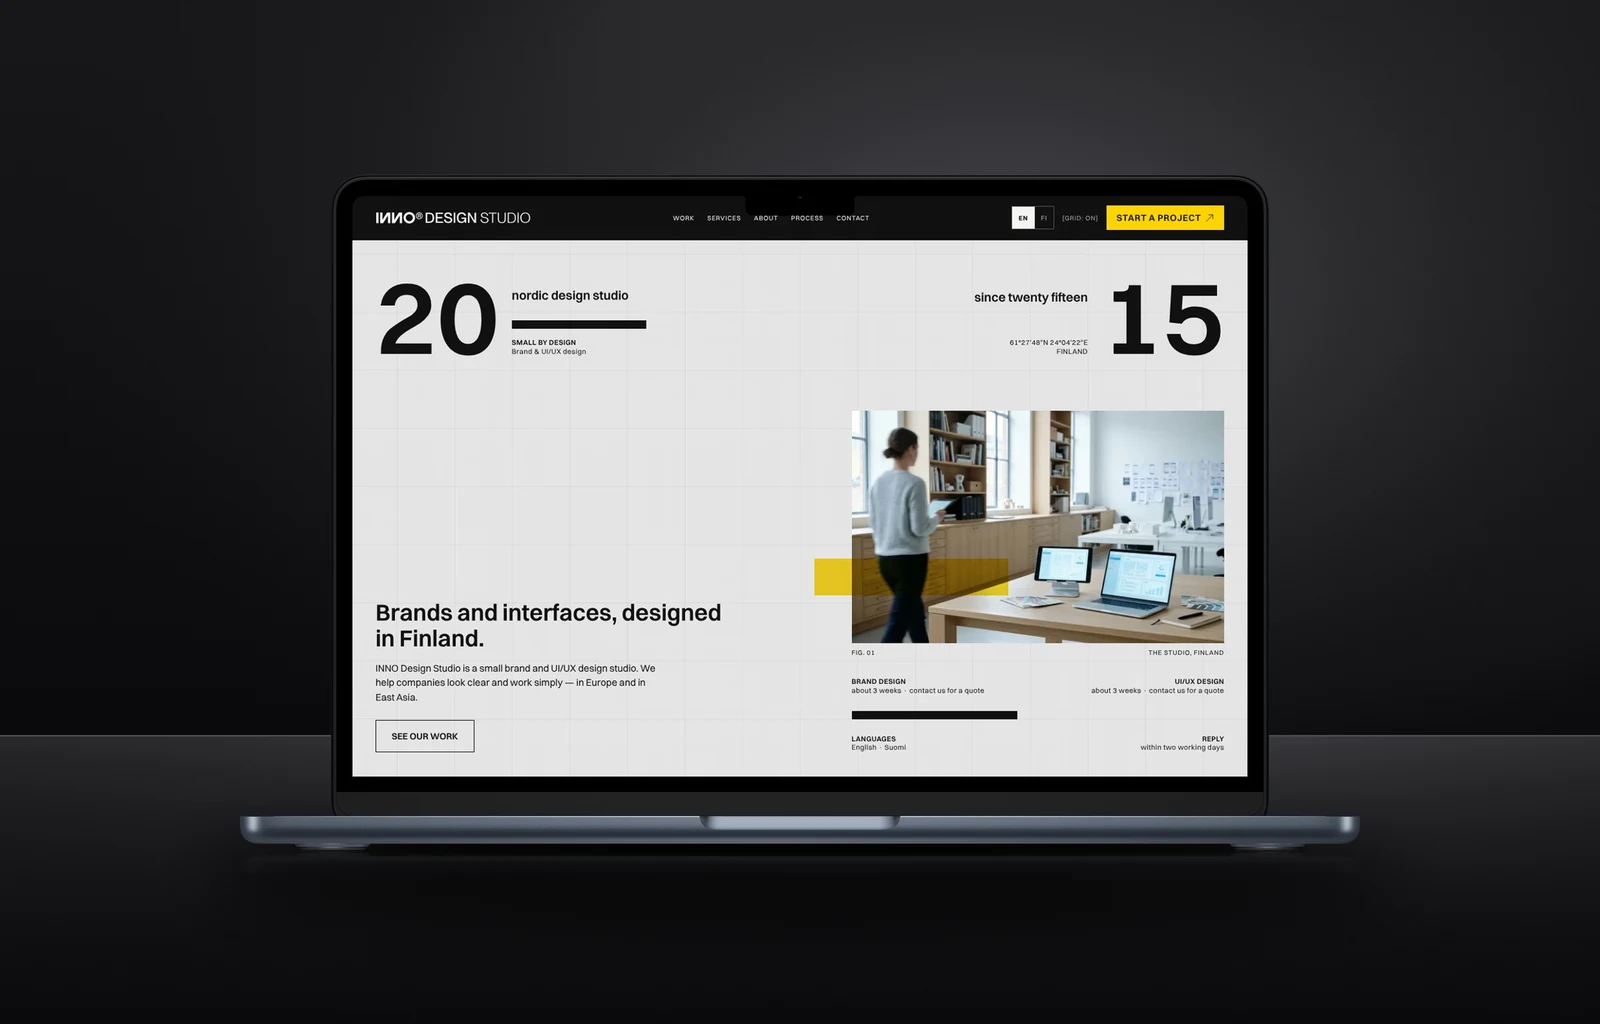 INNO® DESIGN STUDIO
WORK SERVICES ABOUT PROCESS CONTACT
EN FI [GRID: ON] START A PROJECT
20
nordic design studio
SMALL BY DESIGN
Brand & UI/UX design
since twenty fifteen
61°27'48"N 24°04'22"E
FINLAND
15
Brands and interfaces, designed
in Finland.
INNO Design Studio is a small brand and UI/UX design studio. We
help companies look clear and work simply — in Europe and in
East Asia.
SEE OUR WORK
FIG. 01
THE STUDIO, FINLAND
BRAND DESIGN
about 3 weeks · contact us for a quote
UI/UX DESIGN
about 3 weeks · contact us for a quote
LANGUAGES
English · Suomi
REPLY
within two working days